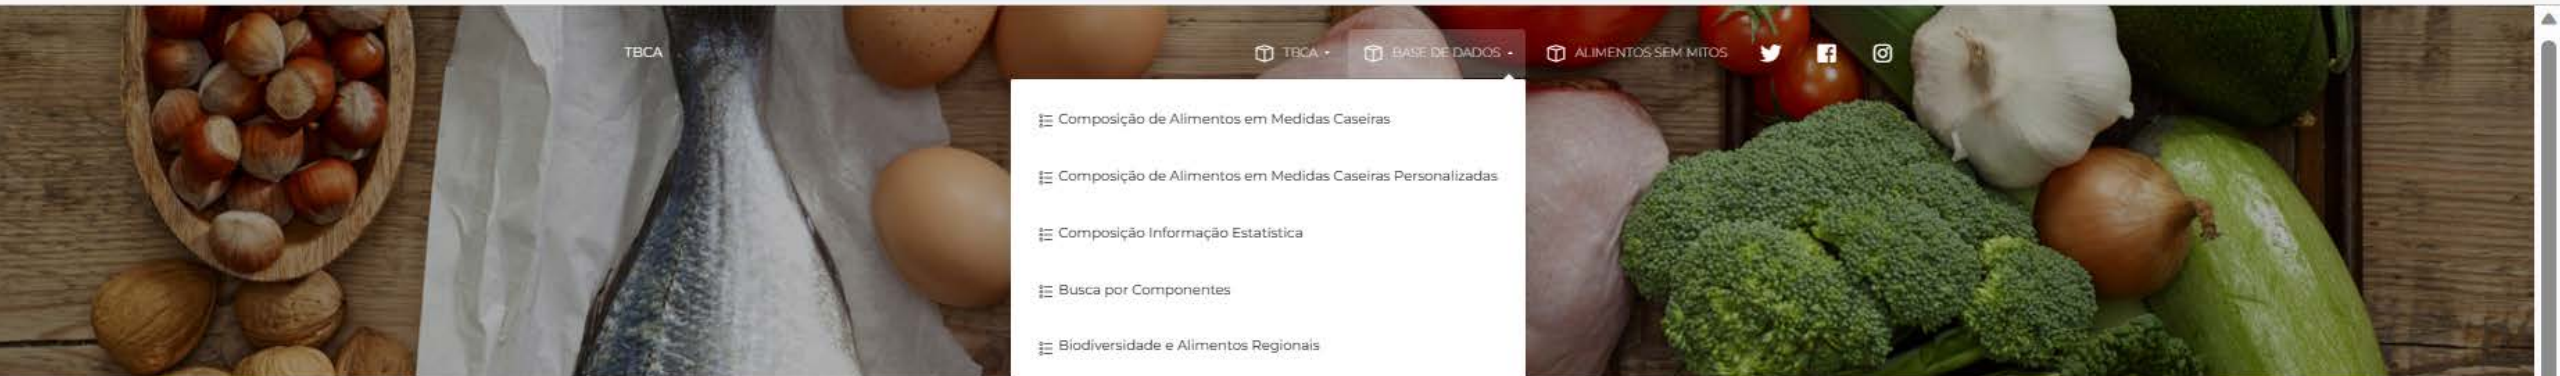 TBCA
TBCA
BASE DE DADOS
ALIMENTOS SEM MITOS
Composição de Alimentos em Medidas Caseiras
Composição de Alimentos em Medidas Caseiras Personalizadas
Composição Informação Estatística
Busca por Componentes
Biodiversidade e Alimentos Regionais